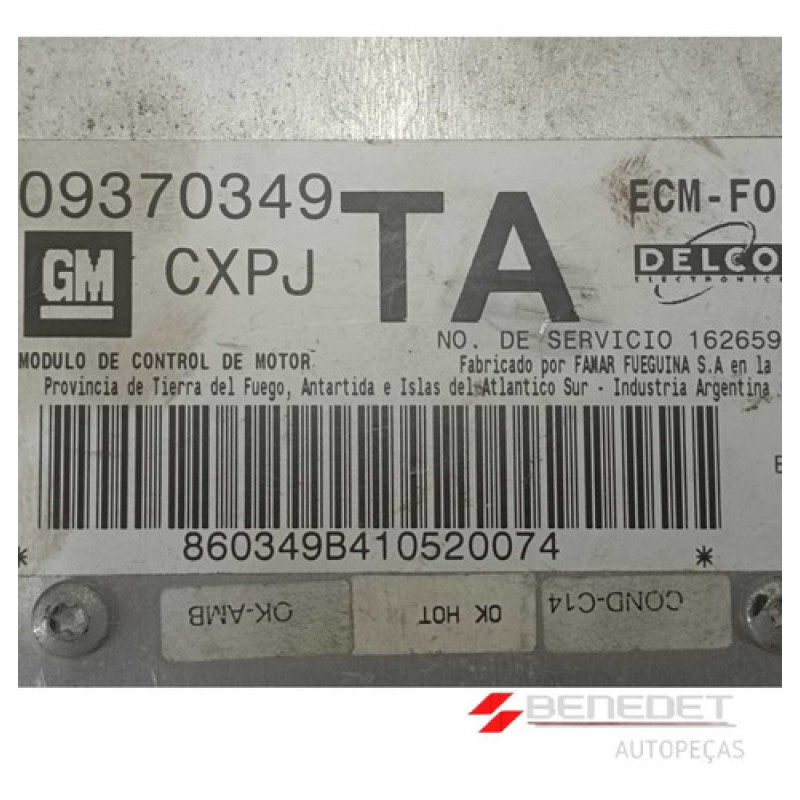 09370349 TA ECM-F0
GM CXPJ DELCO
ELECTRONICS
NO. DE SERVICIO 162659
MODULO DE CONTROL DE MOTOR Fabricado por FAMAR FUEGUINA S.A en la
Provincia de Tierra del Fuego, Antartida e Islas del Atlantico Sur - Industria Argentina
* 860349B410520074 *
OK-AMB OK HOT COND-C14
BENEDET
AUTOPEÇAS